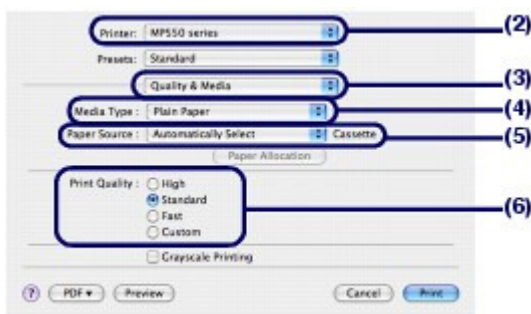 Printer: MP550 series (2)
Presets: Standard
Quality & Media (3)
Media Type : Plain Paper (4)
Paper Source : Automatically Select Cassette (5)
Paper Allocation
Print Quality : High
Standard (6)
Fast
Custom
Grayscale Printing
? PDF ▾ Preview Cancel Print